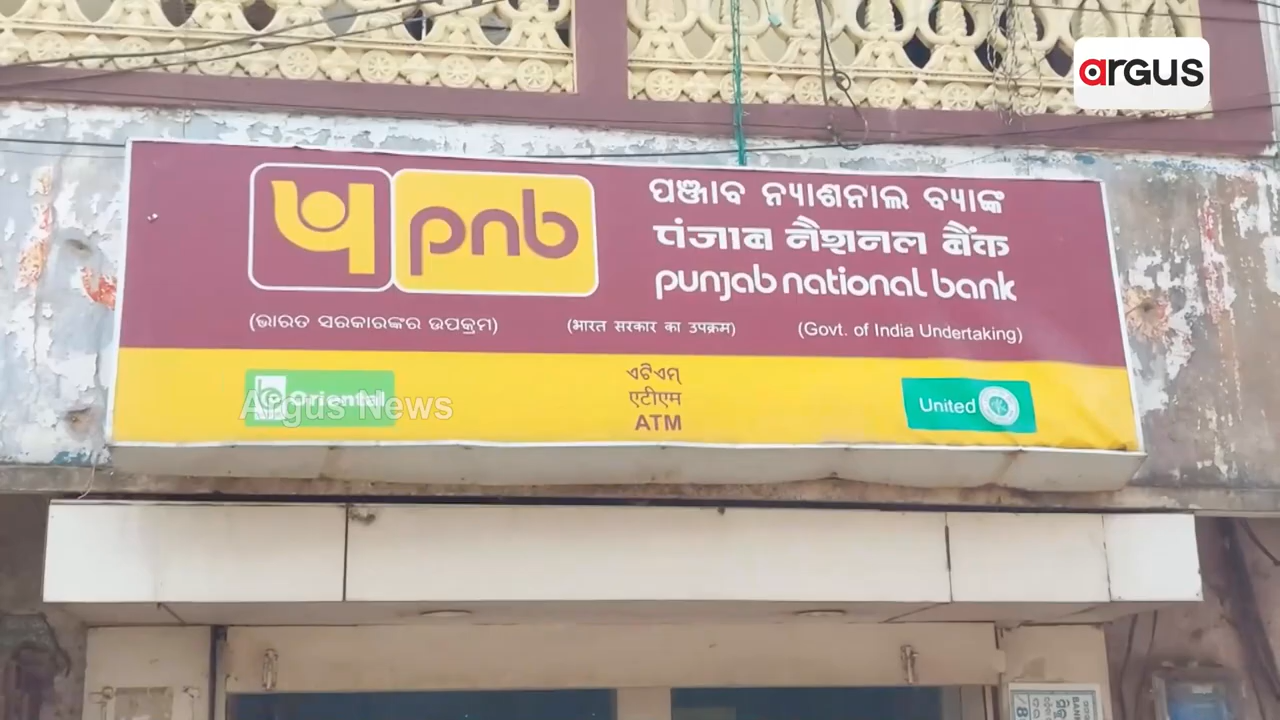 argus
पnb
ପଞ୍ଜାବ ନ୍ୟାଶନାଲ ବ୍ୟାଙ୍କ
पंजाब नैशनल बैंक
punjab national bank
(ଭାରତ ସରକାରଙ୍କର ଉପକ୍ରମ)
(भारत सरकार का उपक्रम)
(Govt. of India Undertaking)
Oriental
Argus News
ଏଟିଏମ୍
एटीएम
ATM
United